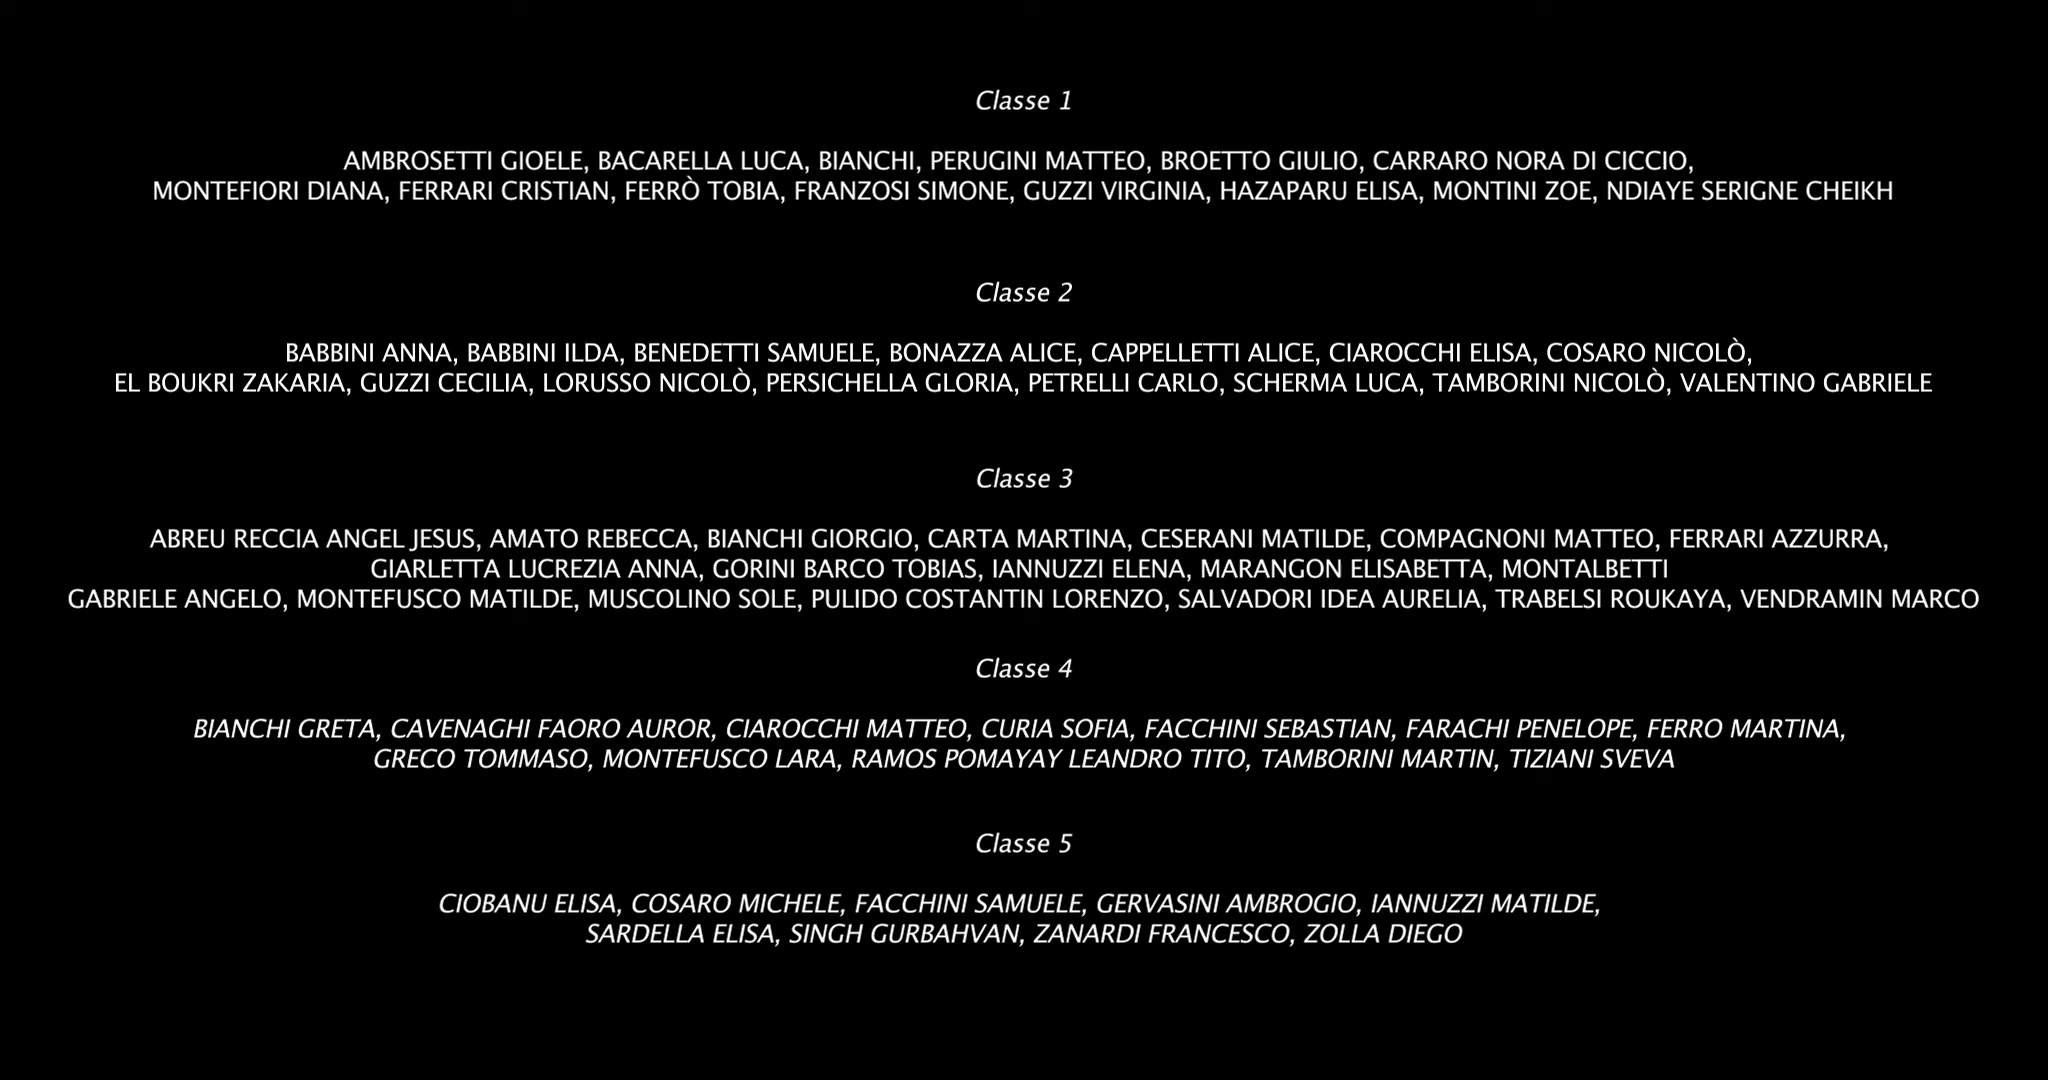 Classe 1
AMBROSETTI GIOELE, BACARELLA LUCA, BIANCHI, PERUGINI MATTEO, BROETTO GIULIO, CARRARO NORA DI CICCIO,
MONTEFIORI DIANA, FERRARI CRISTIAN, FERRÒ TOBIA, FRANZOSI SIMONE, GUZZI VIRGINIA, HAZAPARU ELISA, MONTINI ZOE, NDIAYE SERIGNE CHEIKH
Classe 2
BABBINI ANNA, BABBINI ILDA, BENEDETTI SAMUELE, BONAZZA ALICE, CAPPELLETTI ALICE, CIAROCCHI ELISA, COSARO NICOLÒ,
EL BOUKRI ZAKARIA, GUZZI CECILIA, LORUSSO NICOLÒ, PERSICHELLA GLORIA, PETRELLI CARLO, SCHERMA LUCA, TAMBORINI NICOLÒ, VALENTINO GABRIELE
Classe 3
ABREU RECCIA ANGEL JESUS, AMATO REBECCA, BIANCHI GIORGIO, CARTA MARTINA, CESERANI MATILDE, COMPAGNONI MATTEO, FERRARI AZZURRA,
GIARLETTA LUCREZIA ANNA, GORINI BARCO TOBIAS, IANNUZZI ELENA, MARANGON ELISABETTA, MONTALBETTI
GABRIELE ANGELO, MONTEFUSCO MATILDE, MUSCOLINO SOLE, PULIDO COSTANTIN LORENZO, SALVADORI IDEA AURELIA, TRABELSI ROUKAYA, VENDRAMIN MARCO
Classe 4
BIANCHI GRETA, CAVENAGHI FAORO AUROR, CIAROCCHI MATTEO, CURIA SOFIA, FACCHINI SEBASTIAN, FARACHI PENELOPE, FERRO MARTINA,
GRECO TOMMASO, MONTEFUSCO LARA, RAMOS POMAYAY LEANDRO TITO, TAMBORINI MARTIN, TIZIANI SVEVA
Classe 5
CIOBANU ELISA, COSARO MICHELE, FACCHINI SAMUELE, GERVASINI AMBROGIO, IANNUZZI MATILDE,
SARDELLA ELISA, SINGH GURBAHVAN, ZANARDI FRANCESCO, ZOLLA DIEGO